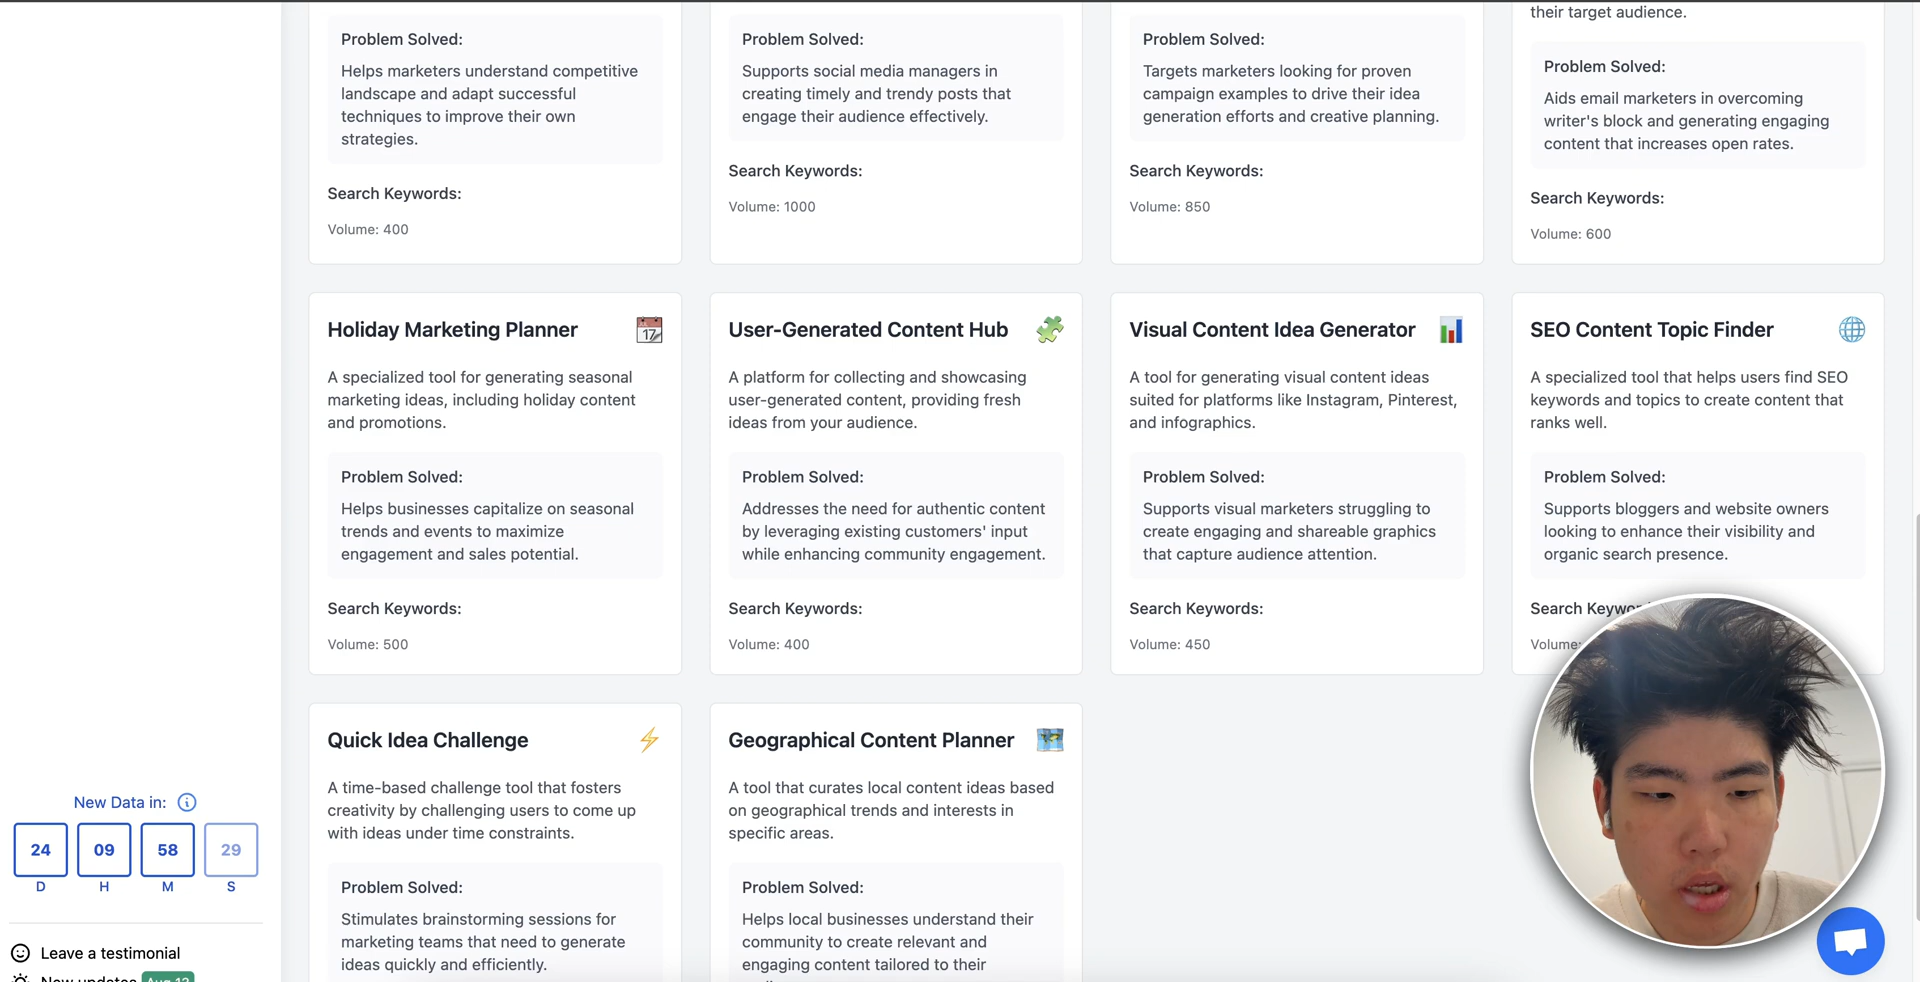 their target audience.
Problem Solved:
Helps marketers understand competitive
landscape and adapt successful
techniques to improve their own
strategies.
Search Keywords:
Volume: 400
Problem Solved:
Supports social media managers in
creating timely and trendy posts that
engage their audience effectively.
Search Keywords:
Volume: 1000
Problem Solved:
Targets marketers looking for proven
campaign examples to drive their idea
generation efforts and creative planning.
Search Keywords:
Volume: 850
Problem Solved:
Aids email marketers in overcoming
writer's block and generating engaging
content that increases open rates.
Search Keywords:
Volume: 600
Holiday Marketing Planner
17
A specialized tool for generating seasonal
marketing ideas, including holiday content
and promotions.
Problem Solved:
Helps businesses capitalize on seasonal
trends and events to maximize
engagement and sales potential.
Search Keywords:
Volume: 500
User-Generated Content Hub
A platform for collecting and showcasing
user-generated content, providing fresh
ideas from your audience.
Problem Solved:
Addresses the need for authentic content
by leveraging existing customers' input
while enhancing community engagement.
Search Keywords:
Volume: 400
Visual Content Idea Generator
A tool for generating visual content ideas
suited for platforms like Instagram, Pinterest,
and infographics.
Problem Solved:
Supports visual marketers struggling to
create engaging and shareable graphics
that capture audience attention.
Search Keywords:
Volume: 450
SEO Content Topic Finder
A specialized tool that helps users find SEO
keywords and topics to create content that
ranks well.
Problem Solved:
Supports bloggers and website owners
looking to enhance their visibility and
organic search presence.
Search
Volume:
Quick Idea Challenge
A time-based challenge tool that fosters
creativity by challenging users to come up
with ideas under time constraints.
Problem Solved:
Stimulates brainstorming sessions for
marketing teams that need to generate
ideas quickly and efficiently.
Geographical Content Planner
A tool that curates local content ideas based
on geographical trends and interests in
specific areas.
Problem Solved:
Helps local businesses understand their
community to create relevant and
engaging content tailored to their
New Data in:
24 09 58 29
D H M S
Leave a testimonial
New updates